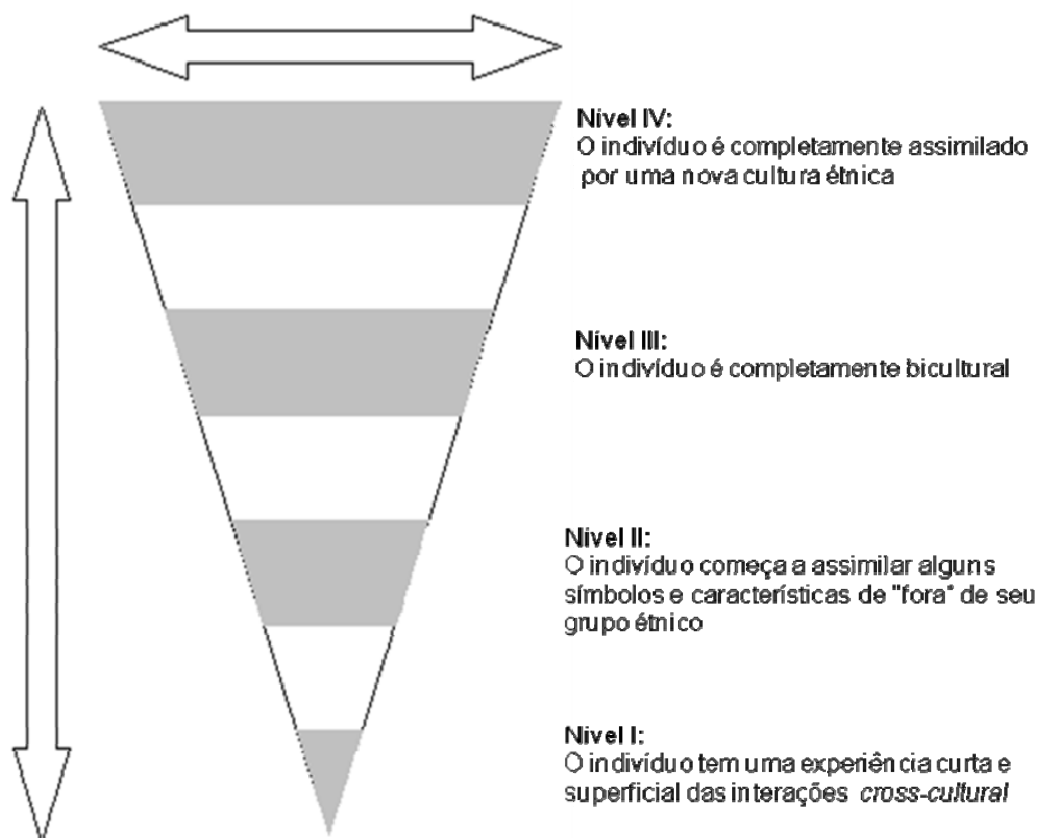 Nível IV:
O indivíduo é completamente assimilado
por uma nova cultura étnica
Nível III:
O indivíduo é completamente bicultural
Nível II:
O indivíduo começa a assimilar alguns
símbolos e características de "fora" de seu
grupo étnico
Nível I:
O indivíduo tem uma experiência curta e
superficial das interações cross-cultural